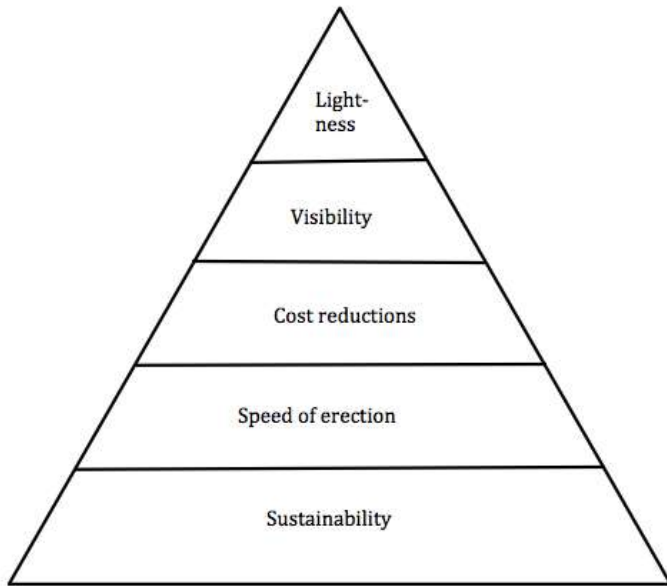 Light-
ness
Visibility
Cost reductions
Speed of erection
Sustainability